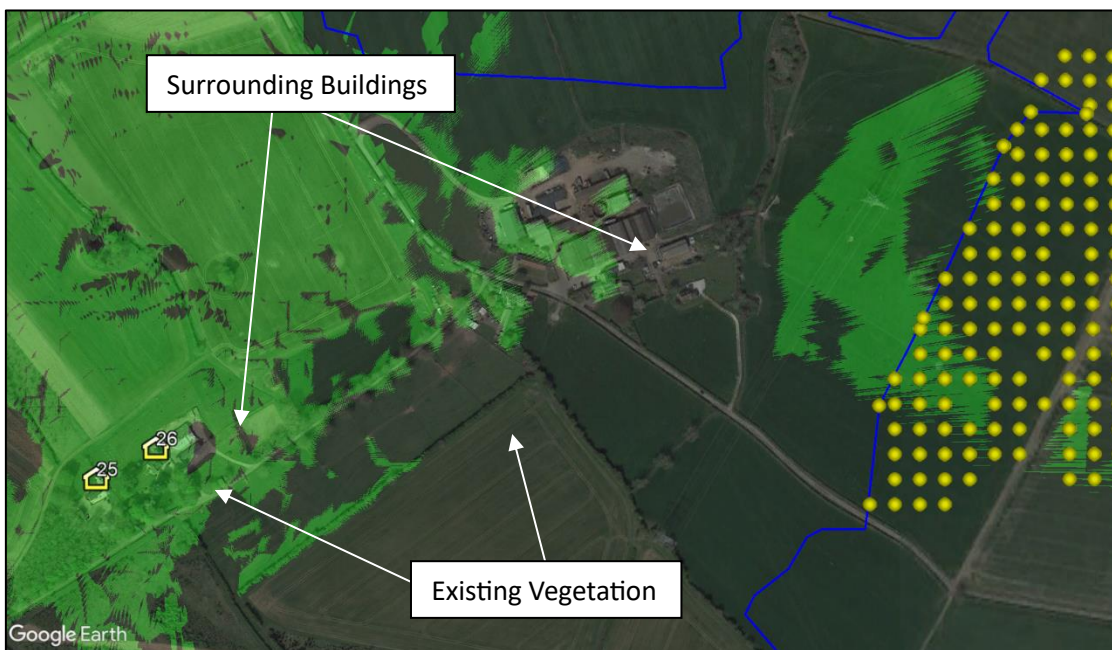 Surrounding Buildings
26
25
Existing Vegetation
Google Earth